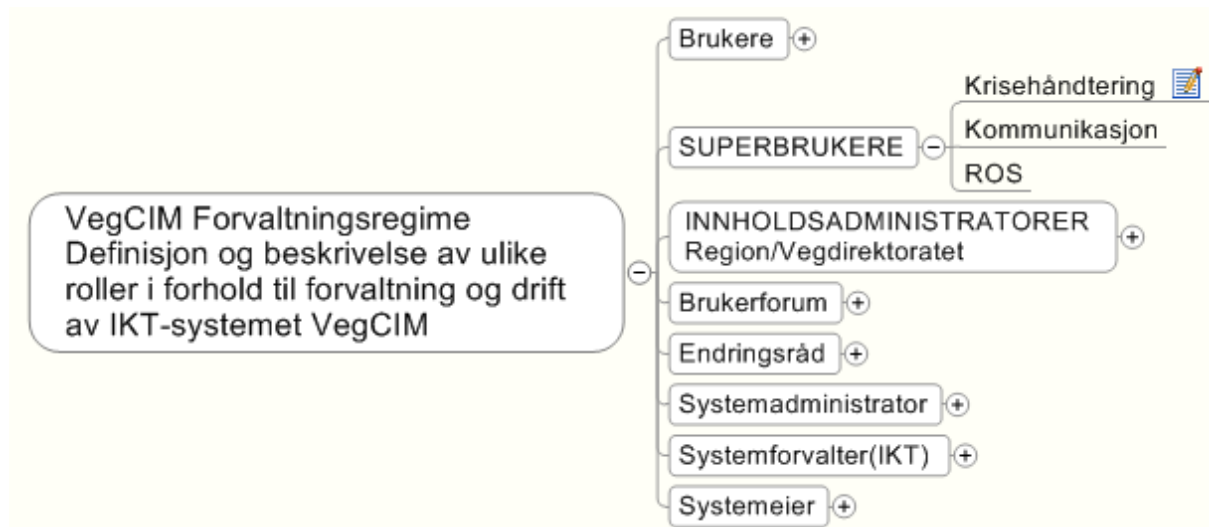 VegCIM Forvaltningsregime
Definisjon og beskrivelse av ulike
roller i forhold til forvaltning og drift
av IKT-systemet VegCIM
Brukere
SUPERBRUKERE
Krisehåndtering
Kommunikasjon
ROS
INNHOLDSADMINISTRATORER
Region/Vegdirektoratet
Brukerforum
Endringsråd
Systemadministrator
Systemforvalter(IKT)
Systemeier